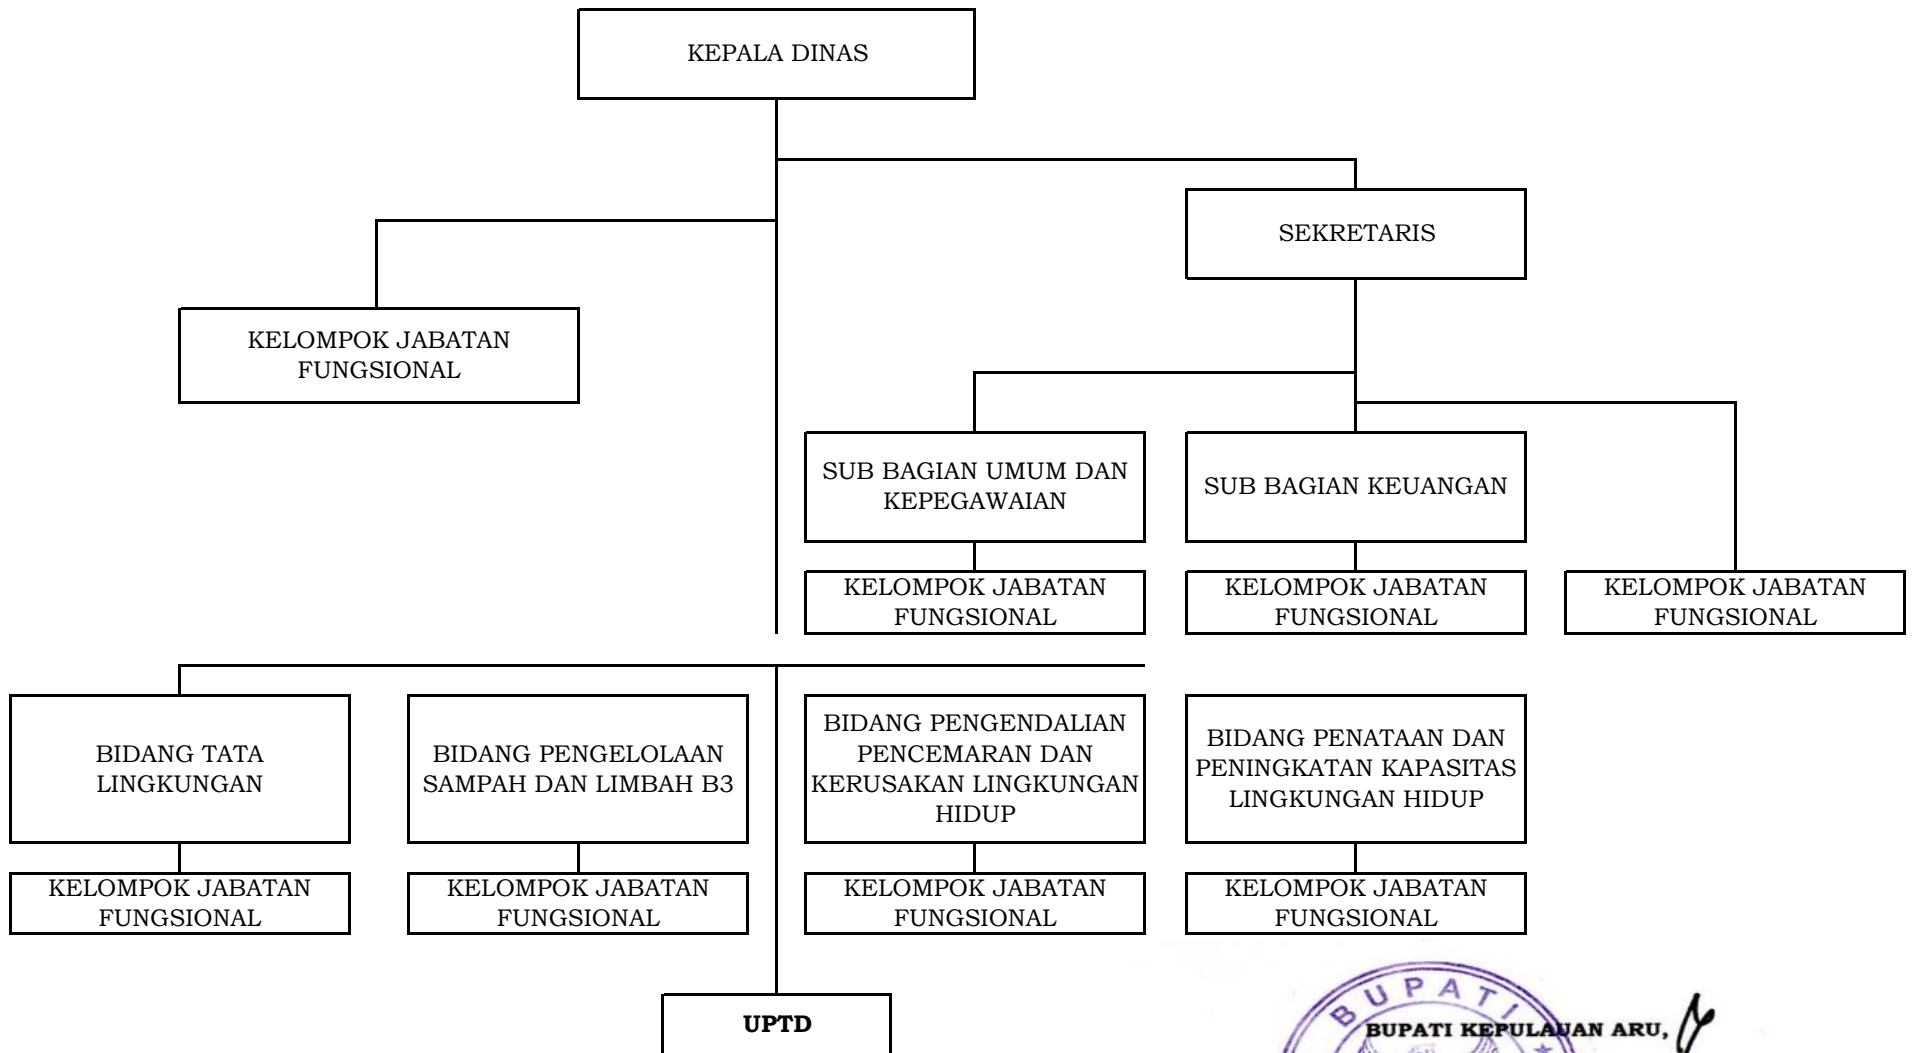 KEPALA DINAS
SEKRETARIS
KELOMPOK JABATAN
FUNGSIONAL
SUB BAGIAN UMUM DAN
KEPEGAWAIAN
SUB BAGIAN KEUANGAN
KELOMPOK JABATAN
FUNGSIONAL
KELOMPOK JABATAN
FUNGSIONAL
KELOMPOK JABATAN
FUNGSIONAL
BIDANG TATA
LINGKUNGAN
BIDANG PENGELOLAAN
SAMPAH DAN LIMBAH B3
BIDANG PENGENDALIAN
PENCEMARAN DAN
KERUSAKAN LINGKUNGAN
HIDUP
BIDANG PENATAAN DAN
PENINGKATAN KAPASITAS
LINGKUNGAN HIDUP
KELOMPOK JABATAN
FUNGSIONAL
KELOMPOK JABATAN
FUNGSIONAL
KELOMPOK JABATAN
FUNGSIONAL
KELOMPOK JABATAN
FUNGSIONAL
UPTD
BUPATI
BUPATI KEPULAUAN ARU,